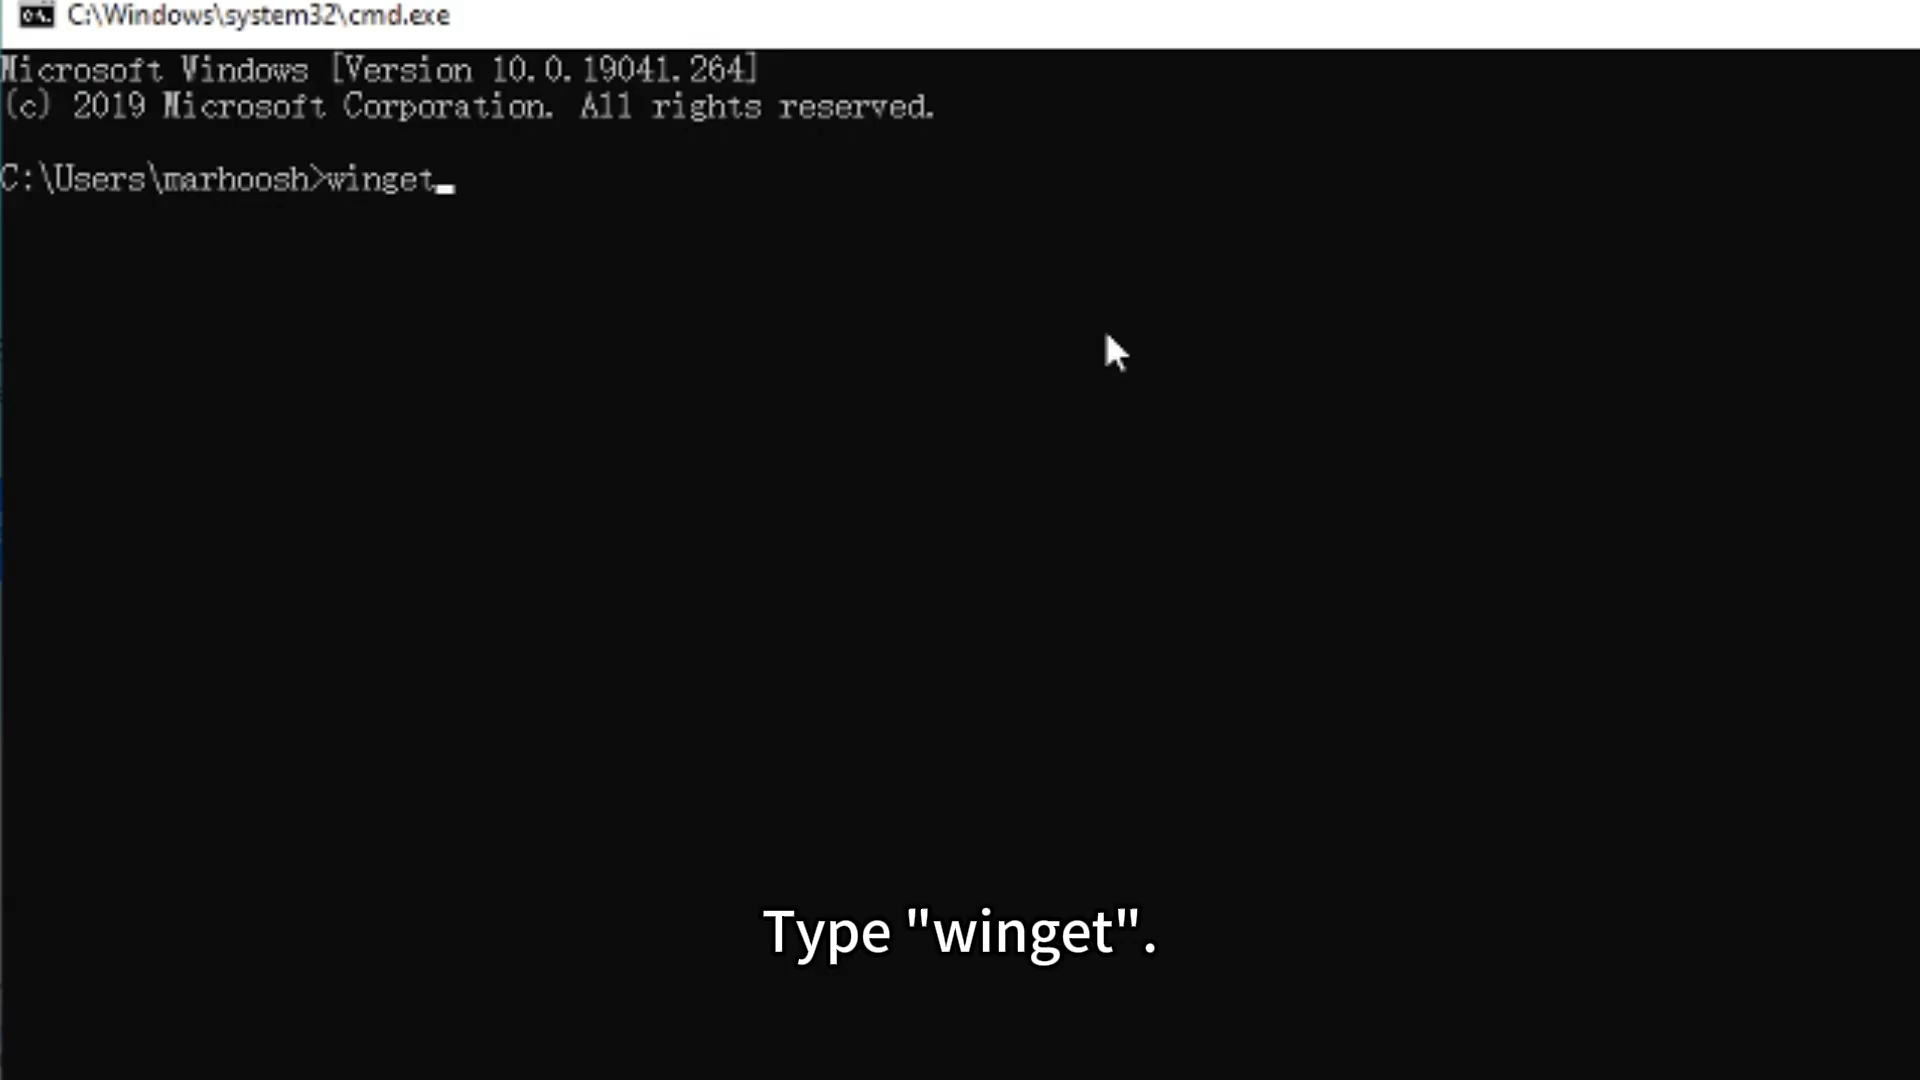 C:\Windows\system32\cmd.exe
Microsoft Windows [Version 10.0.19041.264]
(c) 2019 Microsoft Corporation. All rights reserved.
C:\Users\marhoosh>winget
Type "winget".